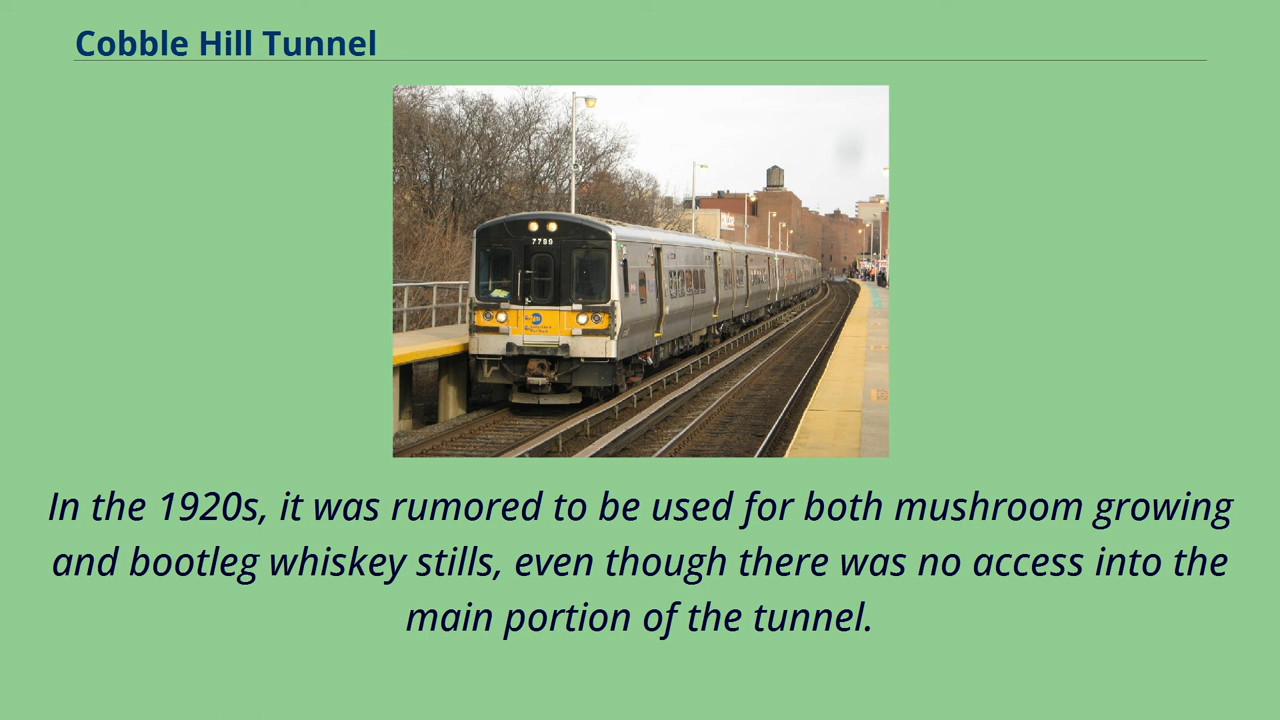 Cobble Hill Tunnel
7799
In the 1920s, it was rumored to be used for both mushroom growing
and bootleg whiskey stills, even though there was no access into the
main portion of the tunnel.